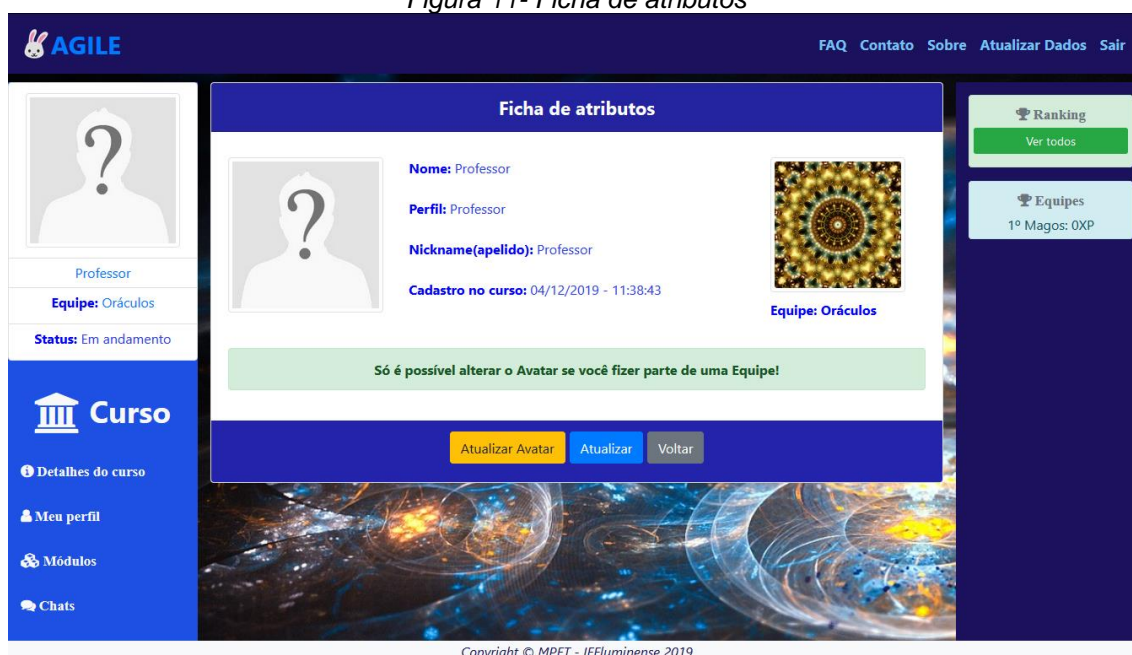 Figura 11- Ficha de atributos
AGILE
FAQ Contato Sobre Atualizar Dados Sair
?
Professor
Equipe: Oráculos
Status: Em andamento
Curso
Detalhes do curso
Meu perfil
Módulos
Chats
Ficha de atributos
?
Nome: Professor
Perfil: Professor
Nickname(apelido): Professor
Cadastro no curso: 04/12/2019 - 11:38:43
Equipe: Oráculos
Só é possível alterar o Avatar se você fizer parte de uma Equipe!
Atualizar Avatar Atualizar Voltar
Ranking
Ver todos
Equipes
1º Magos: 0XP
Copyright © MPET - IFFluminense 2019